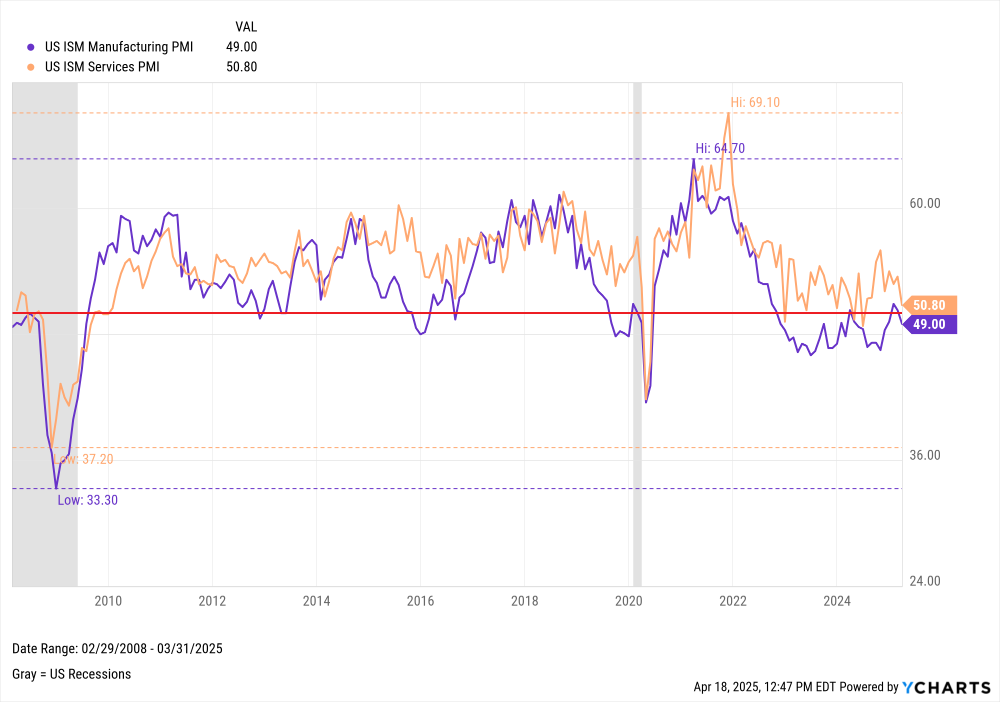 VAL
US ISM Manufacturing PMI 49.00
US ISM Services PMI 50.80
Hi: 69.10
Hi: 64.70
60.00
50.80
49.00
36.00
Low: 37.20
Low: 33.30
24.00
2010 2012 2014 2016 2018 2020 2022 2024
Date Range: 02/29/2008 - 03/31/2025
Gray = US Recessions
Apr 18, 2025, 12:47 PM EDT Powered by YCHARTS